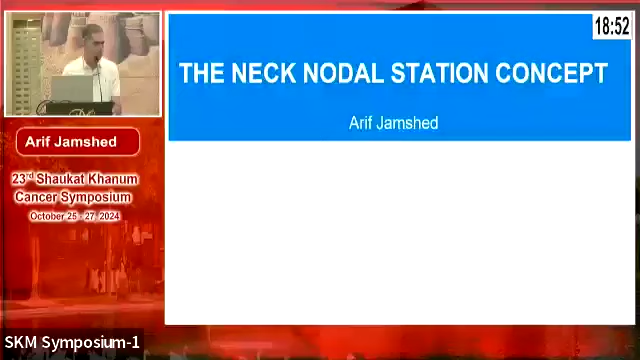 18:52
THE NECK NODAL STATION CONCEPT
Arif Jamshed
Arif Jamshed
23rd Shaukat Khanum
Cancer Symposium
October 25 - 27, 2024
SKM Symposium-1